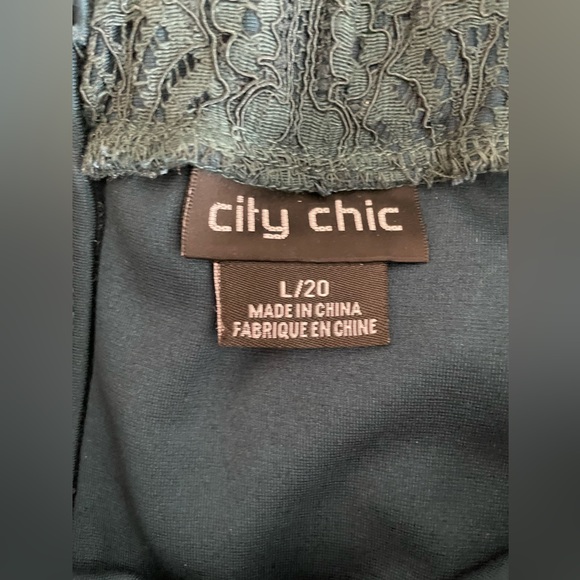 city chic
L/20
MADE IN CHINA
FABRIQUE EN CHINE